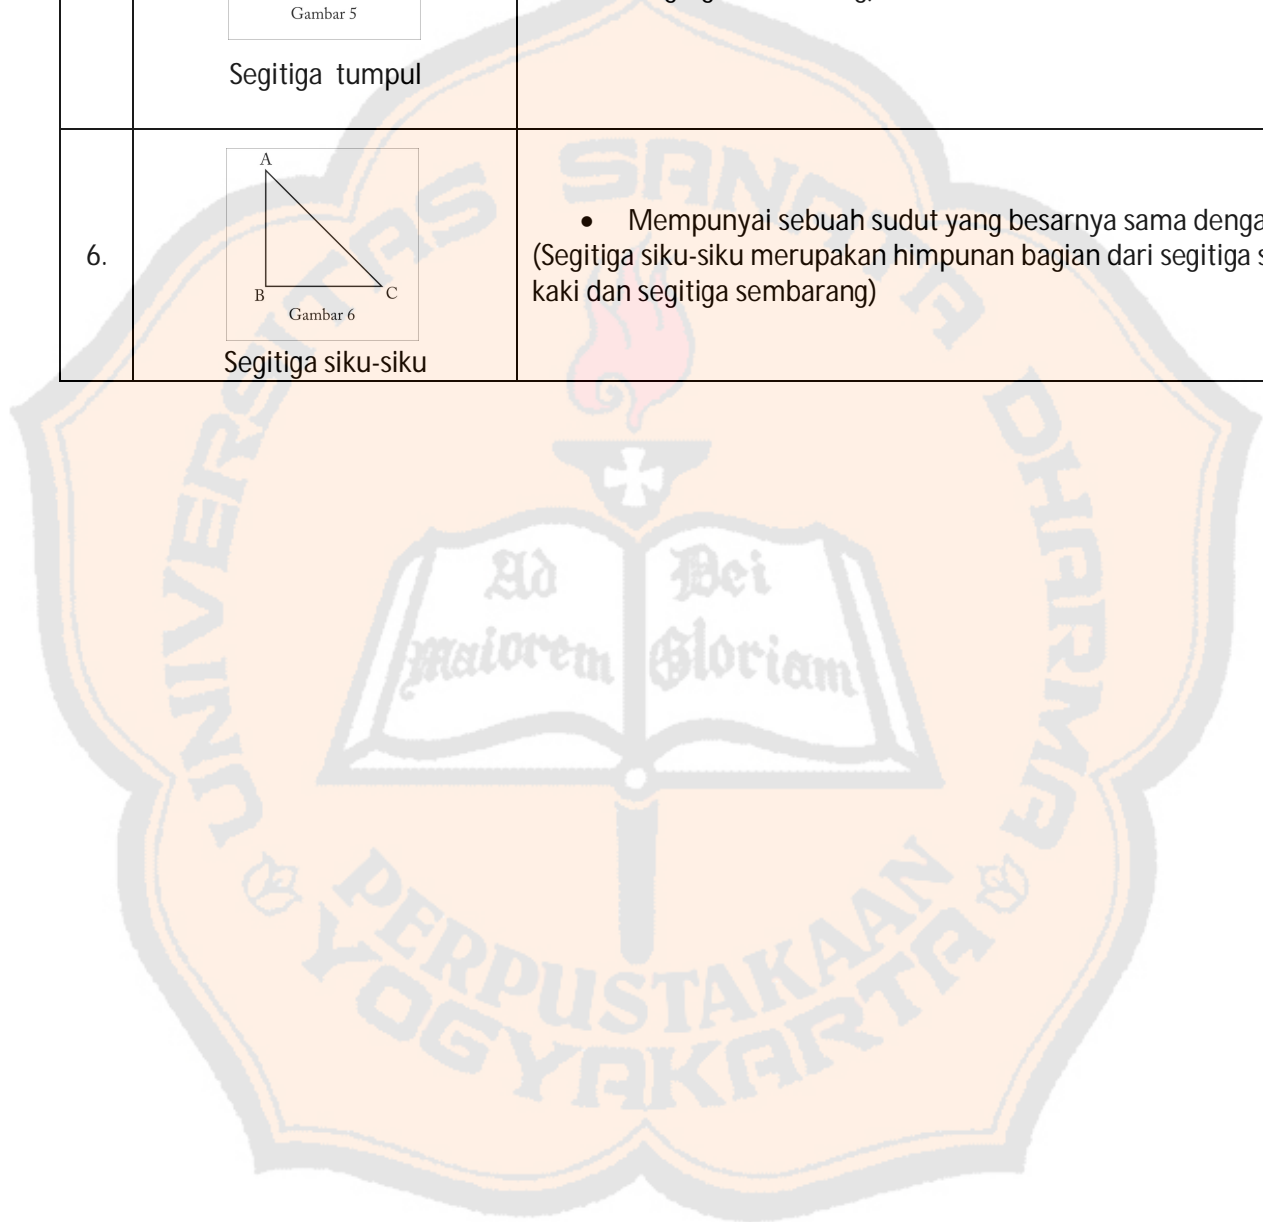 Gambar 5
Segitiga tumpul
6.
A
B
C
Gambar 6
Segitiga siku-siku
• Mempunyai sebuah sudut yang besarnya sama
(Segitiga siku-siku merupakan himpunan bagian dari segitiga
kaki dan segitiga sembarang)
UNIVERSITAS SANATA DHARMA
Ad Dei
maiorem Gloriam
PERPUSTAKAAN
YOGYAKARTA